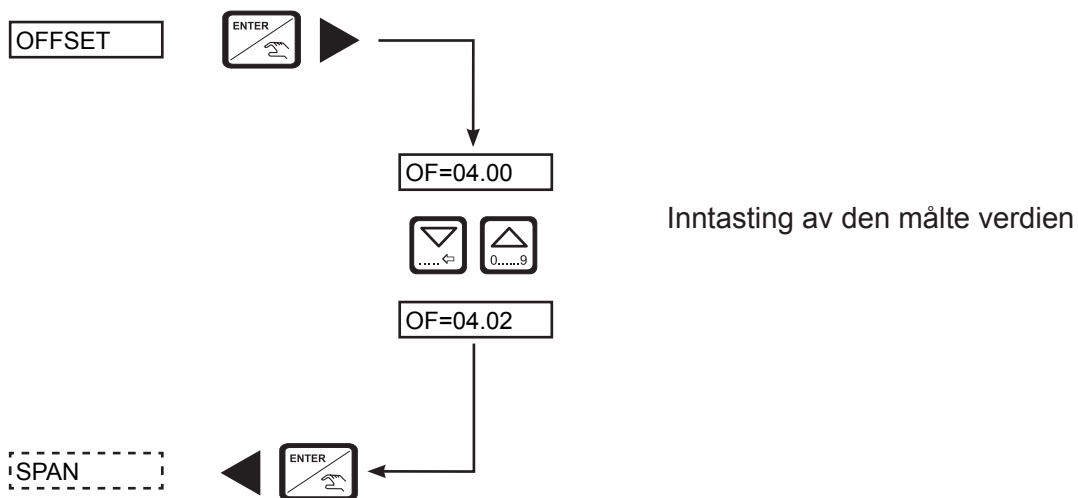 OFFSET
ENTER
OF=04.00
Inntasting av den målte verdien
.....⇦
0......9
OF=04.02
SPAN
ENTER